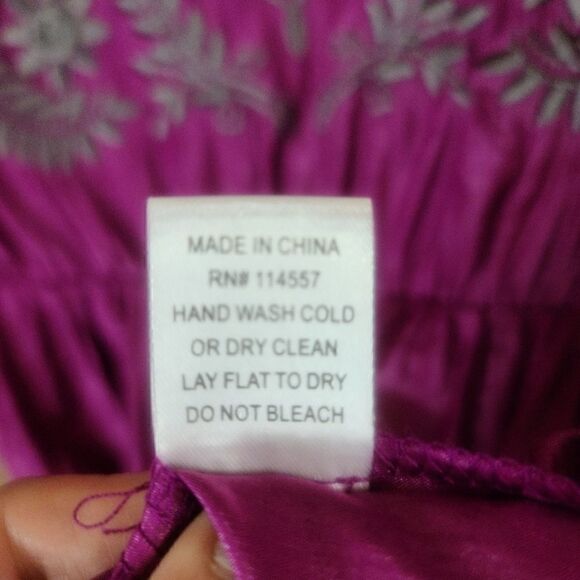 MADE IN CHINA
RN# 114557
HAND WASH COLD
OR DRY CLEAN
LAY FLAT TO DRY
DO NOT BLEACH